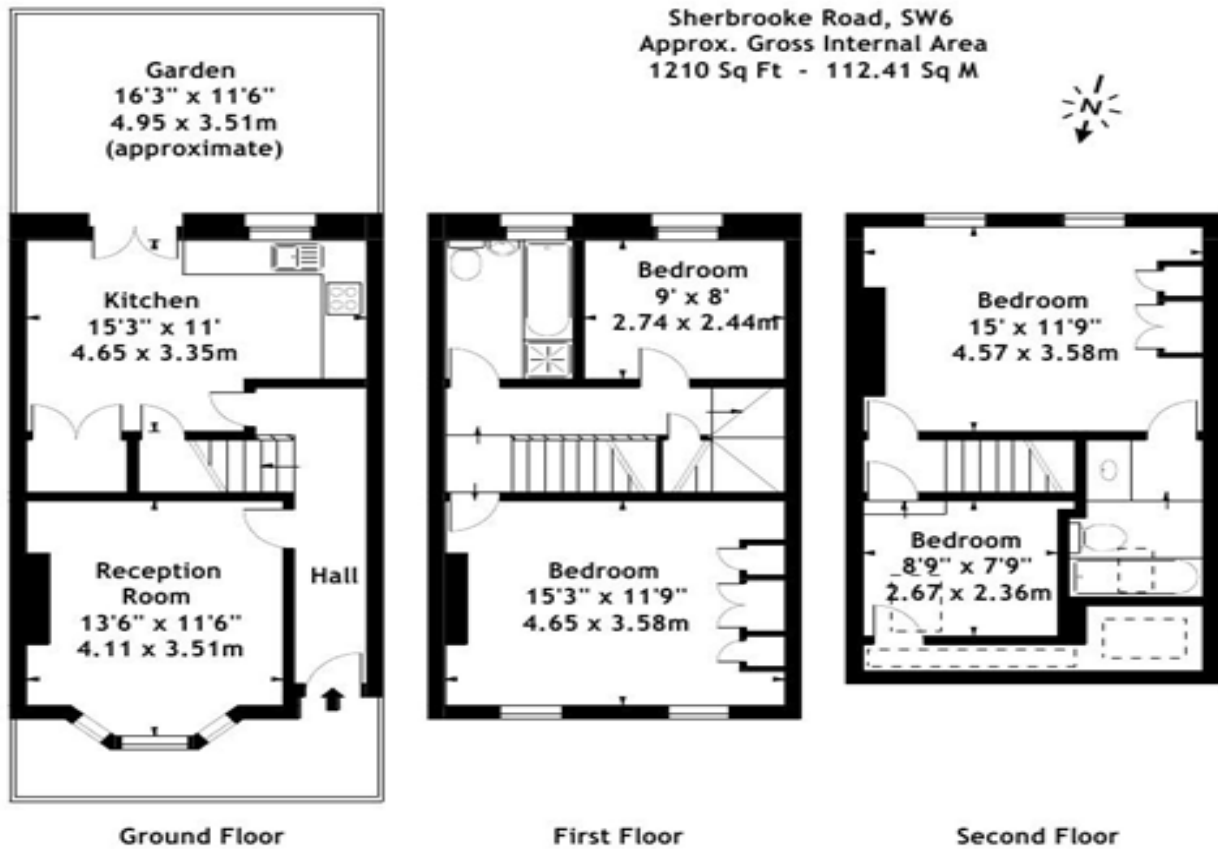 Sherbrooke Road, SW6
Approx. Gross Internal Area
1210 Sq Ft - 112.41 Sq M
N
Garden
16'3" x 11'6"
4.95 x 3.51m
(approximate)
Kitchen
15'3" x 11'
4.65 x 3.35m
Reception
Room
13'6" x 11'6"
4.11 x 3.51m
Hall
Ground Floor
Bedroom
9' x 8'
2.74 x 2.44m
Bedroom
15'3" x 11'9"
4.65 x 3.58m
First Floor
Bedroom
15' x 11'9"
4.57 x 3.58m
Bedroom
8'9" x 7'9"
2.67 x 2.36m
Second Floor